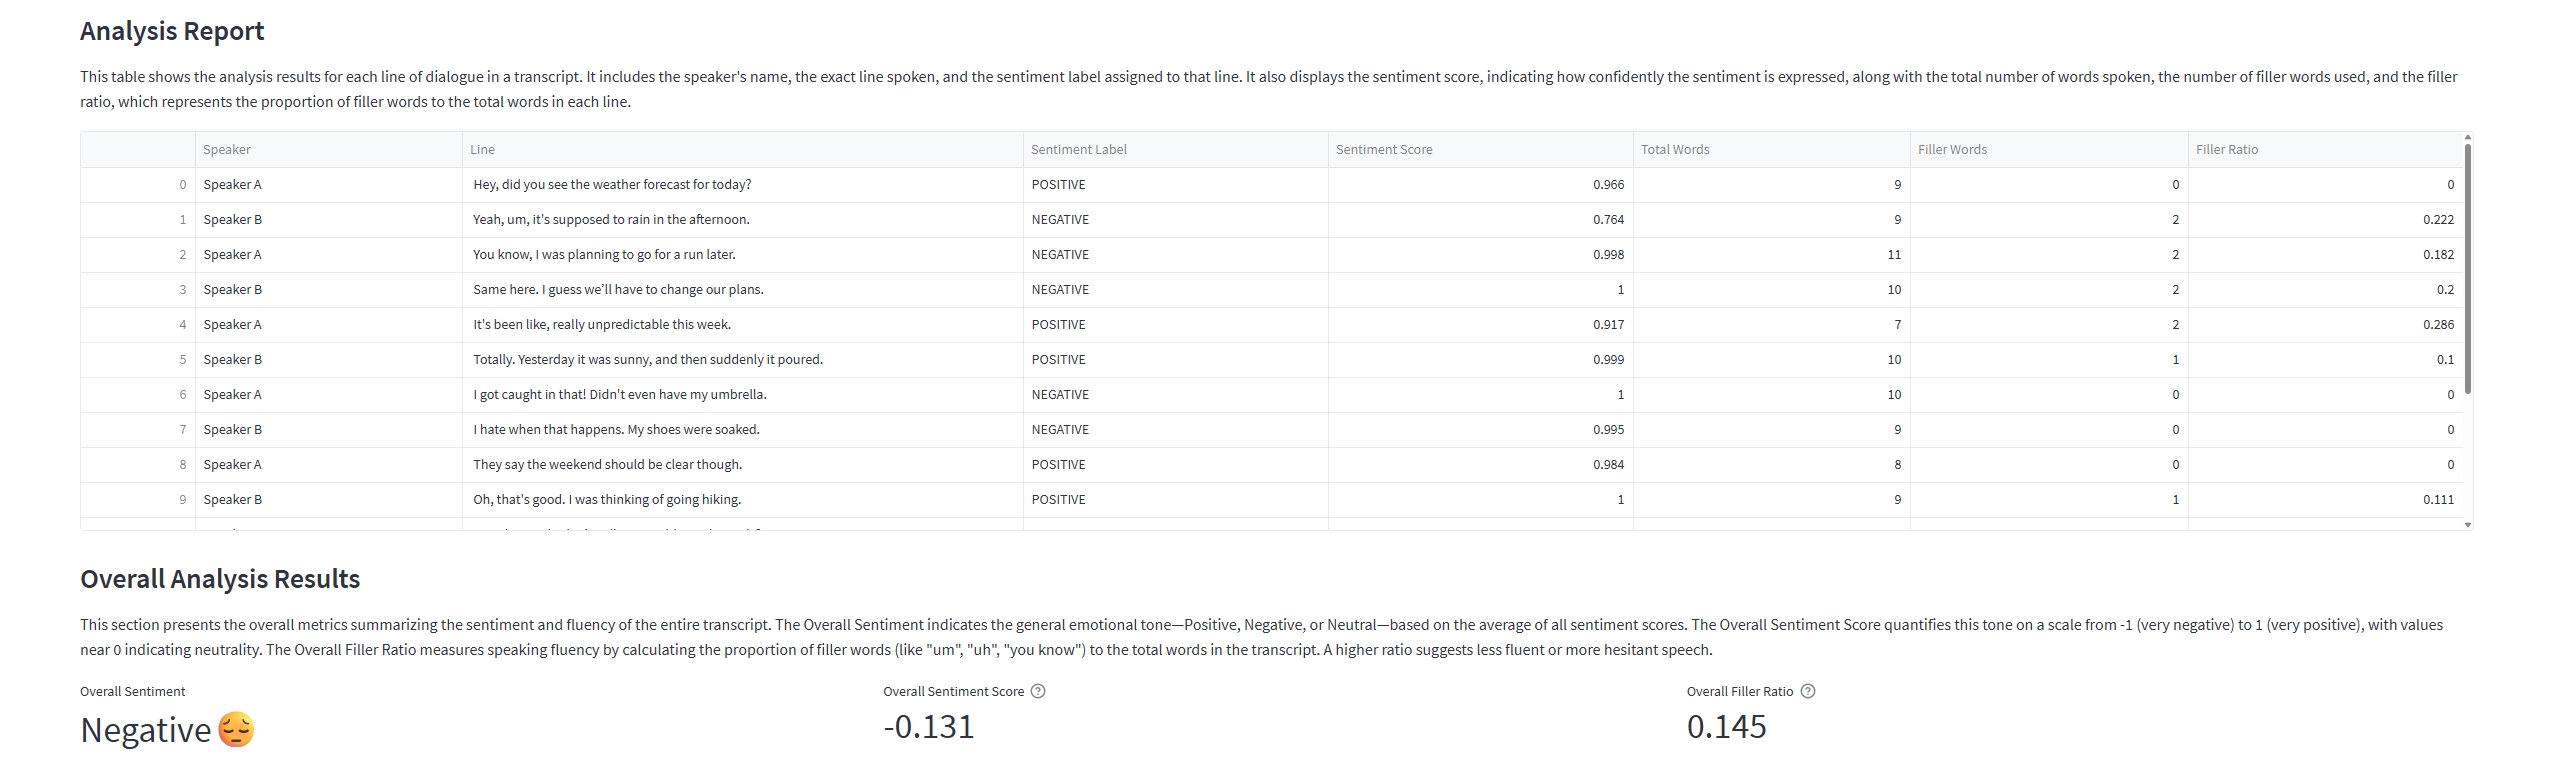 Analysis Report
This table shows the analysis results for each line of dialogue in a transcript. It includes the speaker's name, the exact line spoken, and the sentiment label assigned to that line. It also displays the sentiment score, indicating how confidently the sentiment is expressed, along with the total number of words spoken, the number of filler words used, and the filler
ratio, which represents the proportion of filler words to the total words in each line.
Speaker Line Sentiment Label Sentiment Score Total Words Filler Words Filler Ratio
0 Speaker A Hey, did you see the weather forecast for today? POSITIVE 0.966 9 0 0
1 Speaker B Yeah, um, it's supposed to rain in the afternoon. NEGATIVE 0.764 9 2 0.222
2 Speaker A You know, I was planning to go for a run later. NEGATIVE 0.998 11 2 0.182
3 Speaker B Same here. I guess we’ll have to change our plans. NEGATIVE 1 10 2 0.2
4 Speaker A It's been like, really unpredictable this week. POSITIVE 0.917 7 2 0.286
5 Speaker B Totally. Yesterday it was sunny, and then suddenly it poured. POSITIVE 0.999 10 1 0.1
6 Speaker A I got caught in that! Didn't even have my umbrella. NEGATIVE 1 10 0 0
7 Speaker B I hate when that happens. My shoes were soaked. NEGATIVE 0.995 9 0 0
8 Speaker A They say the weekend should be clear though. POSITIVE 0.984 8 0 0
9 Speaker B Oh, that's good. I was thinking of going hiking. POSITIVE 1 9 1 0.111
Overall Analysis Results
This section presents the overall metrics summarizing the sentiment and fluency of the entire transcript. The Overall Sentiment indicates the general emotional tone—Positive, Negative, or Neutral—based on the average of all sentiment scores. The Overall Sentiment Score quantifies this tone on a scale from -1 (very negative) to 1 (very positive), with values
near 0 indicating neutrality. The Overall Filler Ratio measures speaking fluency by calculating the proportion of filler words (like "um", "uh", "you know") to the total words in the transcript. A higher ratio suggests less fluent or more hesitant speech.
Overall Sentiment Overall Sentiment Score Overall Filler Ratio
Negative 😔 -0.131 0.145